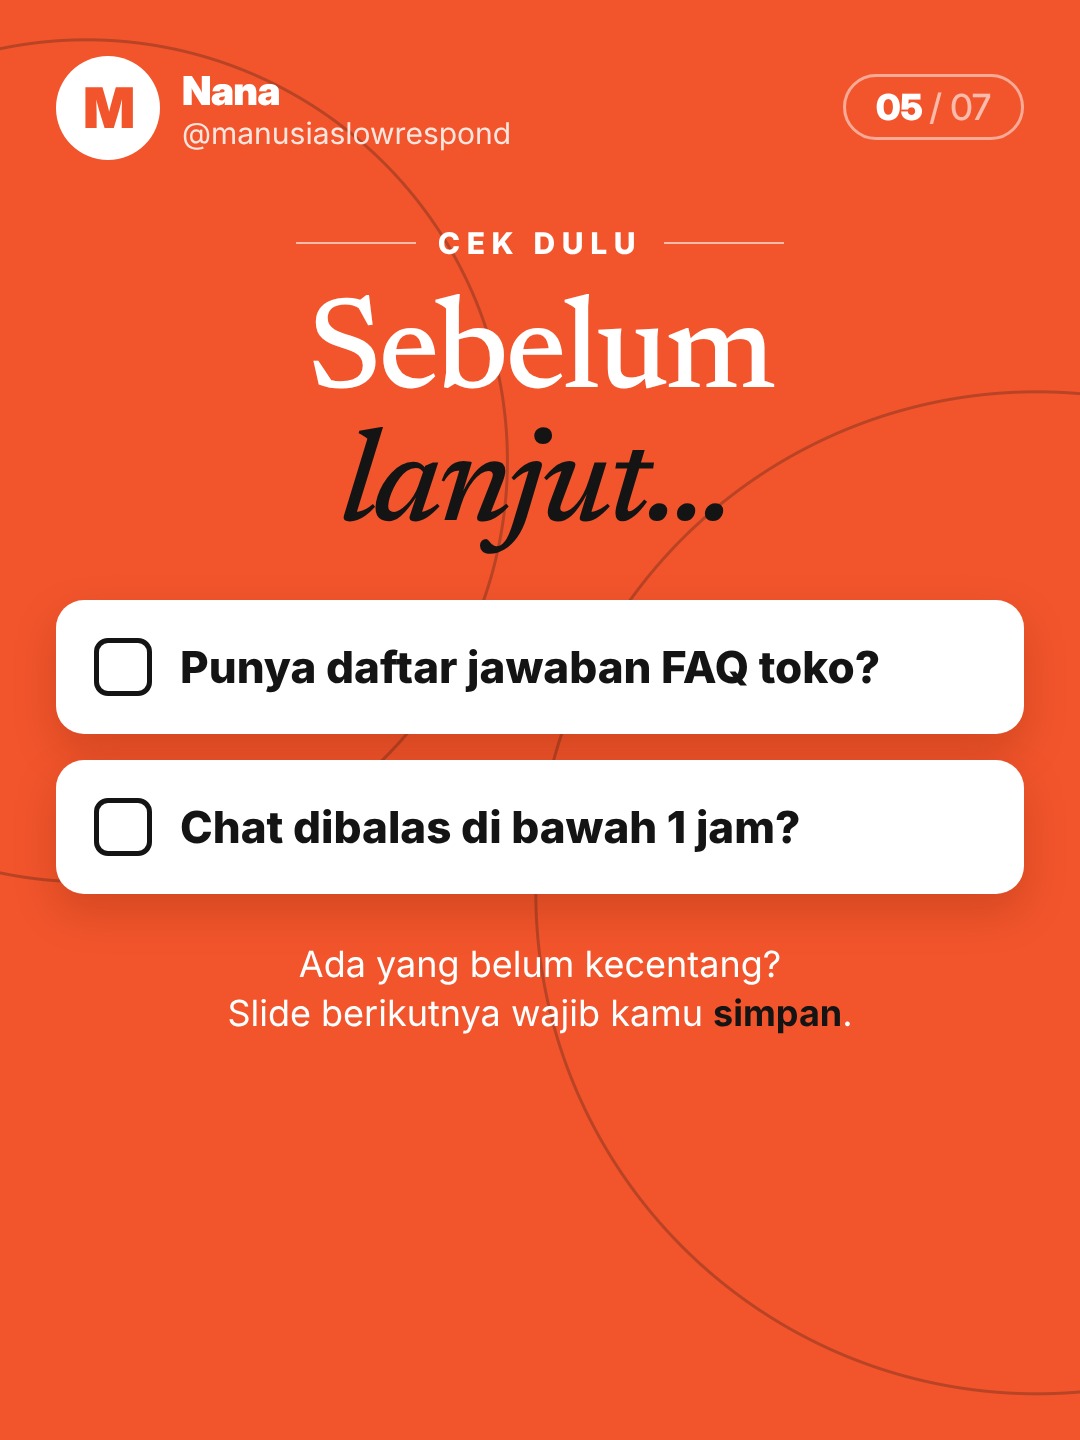 M
Nana
@manusiaslowrespond
05 / 07
CEK DULU
Sebelum
lanjut...
Punya daftar jawaban FAQ toko?
Chat dibalas di bawah 1 jam?
Ada yang belum kecentang?
Slide berikutnya wajib kamu simpan.